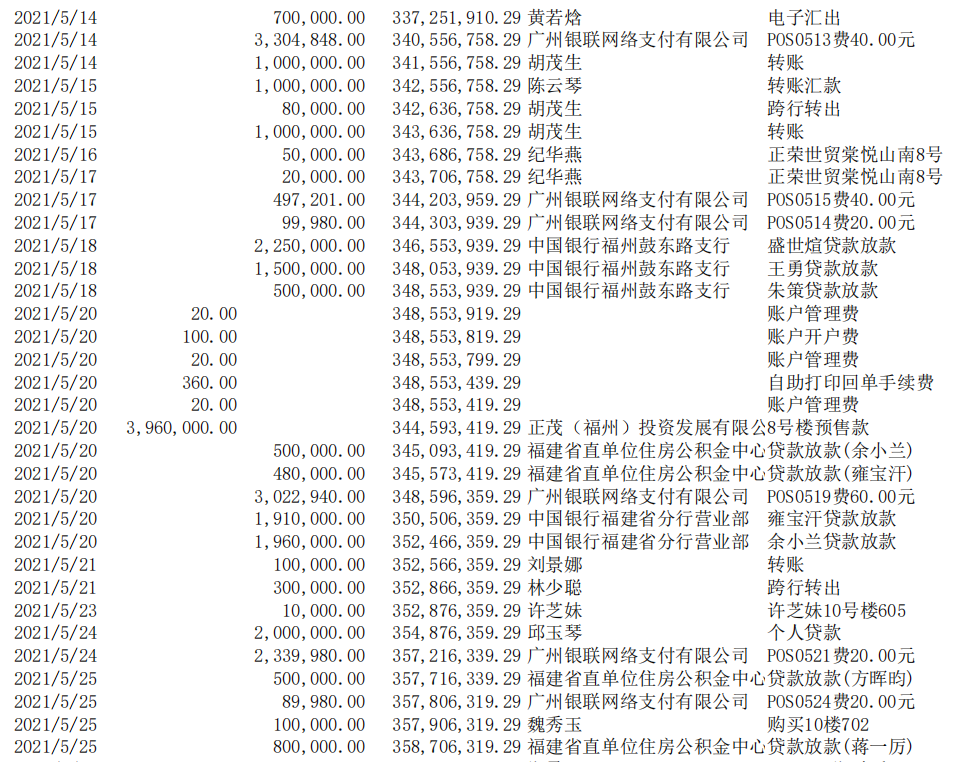 2021/5/14 700,000.00 337,251,910.29 黄若焓 电子汇出
2021/5/14 3,304,848.00 340,556,758.29 广州银联网络支付有限公司 POS0513费40.00元
2021/5/14 1,000,000.00 341,556,758.29 胡茂生 转账
2021/5/15 1,000,000.00 342,556,758.29 陈云琴 转账汇款
2021/5/15 80,000.00 342,636,758.29 胡茂生 跨行转出
2021/5/15 1,000,000.00 343,636,758.29 胡茂生 转账
2021/5/16 50,000.00 343,686,758.29 纪华燕 正荣世贸棠悦山南8号
2021/5/17 20,000.00 343,706,758.29 纪华燕 正荣世贸棠悦山南8号
2021/5/17 497,201.00 344,203,959.29 广州银联网络支付有限公司 POS0515费40.00元
2021/5/17 99,980.00 344,303,939.29 广州银联网络支付有限公司 POS0514费20.00元
2021/5/18 2,250,000.00 346,553,939.29 中国银行福州鼓东路支行 盛世煊贷款放款
2021/5/18 1,500,000.00 348,053,939.29 中国银行福州鼓东路支行 王勇贷款放款
2021/5/18 500,000.00 348,553,939.29 中国银行福州鼓东路支行 朱策贷款放款
2021/5/20 20.00 348,553,919.29 账户管理费
2021/5/20 100.00 348,553,819.29 账户开户费
2021/5/20 20.00 348,553,799.29 账户管理费
2021/5/20 360.00 348,553,439.29 自助打印回单手续费
2021/5/20 20.00 348,553,419.29 账户管理费
2021/5/20 3,960,000.00 344,593,419.29 正茂（福州）投资发展有限公8号楼预售款
2021/5/20 500,000.00 345,093,419.29 福建省直单位住房公积金中心贷款放款(余小兰)
2021/5/20 480,000.00 345,573,419.29 福建省直单位住房公积金中心贷款放款(雍宝汗)
2021/5/20 3,022,940.00 348,596,359.29 广州银联网络支付有限公司 POS0519费60.00元
2021/5/20 1,910,000.00 350,506,359.29 中国银行福建省分行营业部 雍宝汗贷款放款
2021/5/20 1,960,000.00 352,466,359.29 中国银行福建省分行营业部 余小兰贷款放款
2021/5/21 100,000.00 352,566,359.29 刘景娜 转账
2021/5/21 300,000.00 352,866,359.29 林少聪 跨行转出
2021/5/23 10,000.00 352,876,359.29 许芝妹 许芝妹10号楼605
2021/5/24 2,000,000.00 354,876,359.29 邱玉琴 个人贷款
2021/5/24 2,339,980.00 357,216,339.29 广州银联网络支付有限公司 POS0521费20.00元
2021/5/25 500,000.00 357,716,339.29 福建省直单位住房公积金中心贷款放款(方晖昀)
2021/5/25 89,980.00 357,806,319.29 广州银联网络支付有限公司 POS0524费20.00元
2021/5/25 100,000.00 357,906,319.29 魏秀玉 购买10楼702
2021/5/25 800,000.00 358,706,319.29 福建省直单位住房公积金中心贷款放款(蒋一厉)